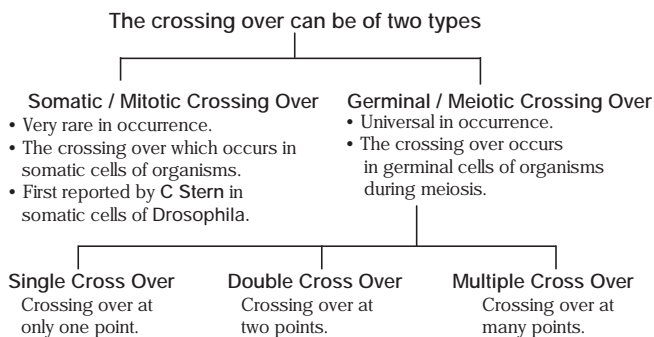 The crossing over can be of two types
Somatic / Mitotic Crossing Over
• Very rare in occurrence.
• The crossing over which occurs in
somatic cells of organisms.
• First reported by C Stern in
somatic cells of Drosophila.
Germinal / Meiotic Crossing Over
• Universal in occurrence.
• The crossing over occurs
in germinal cells of organisms
during meiosis.
Single Cross Over
Crossing over at
only one point.
Double Cross Over
Crossing over at
two points.
Multiple Cross Over
Crossing over at
many points.